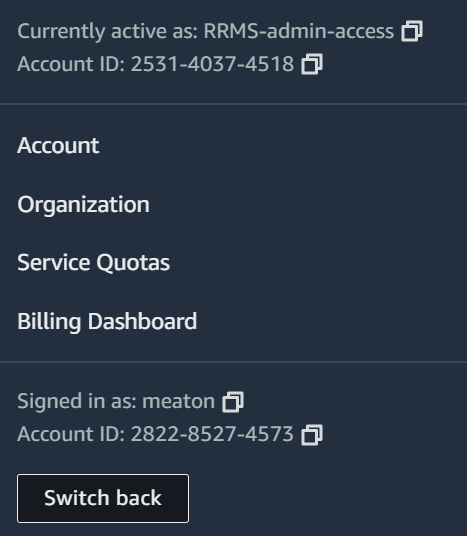 Currently active as: RRMS-admin-access
Account ID: 2531-4037-4518
Account
Organization
Service Quotas
Billing Dashboard
Signed in as: meaton
Account ID: 2822-8527-4573
Switch back